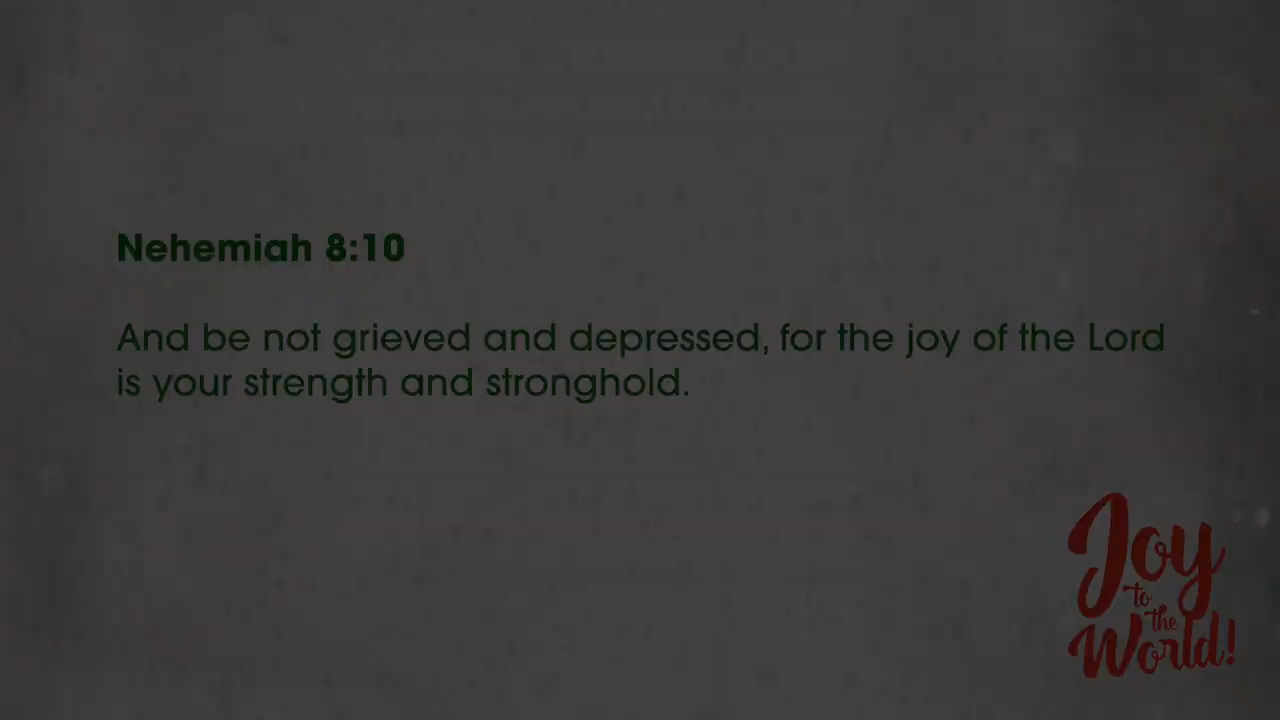 Nehemiah 8:10
And be not grieved and depressed, for the joy of the Lord
is your strength and stronghold.
Joy
to
the
World!